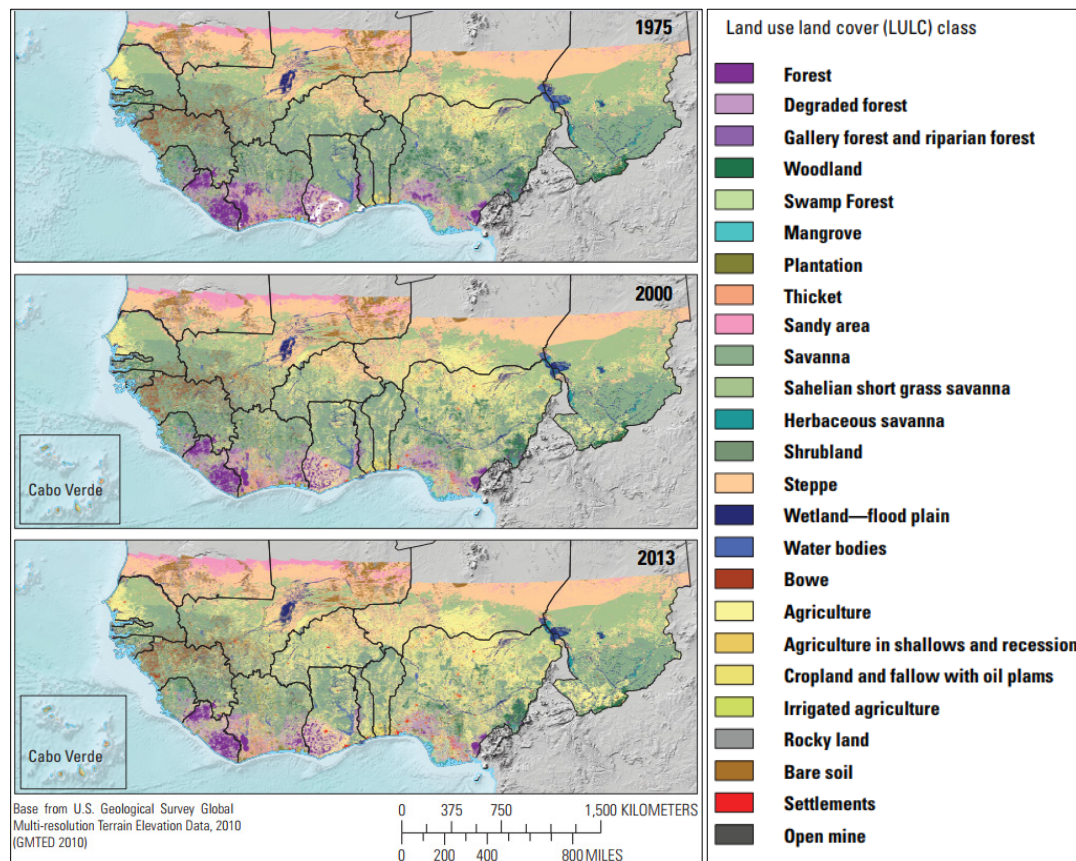 1975
2000
Cabo Verde
2013
Cabo Verde
Base from U.S. Geological Survey Global
Multi-resolution Terrain Elevation Data, 2010
(GMTED 2010)
0 375 750 1,500 KILOMETERS
0 200 400 800 MILES
Land use land cover (LULC) class
Forest
Degraded forest
Gallery forest and riparian forest
Woodland
Swamp Forest
Mangrove
Plantation
Thicket
Sandy area
Savanna
Sahelian short grass savanna
Herbaceous savanna
Shrubland
Steppe
Wetland—flood plain
Water bodies
Bowe
Agriculture
Agriculture in shallows and recession
Cropland and fallow with oil plams
Irrigated agriculture
Rocky land
Bare soil
Settlements
Open mine